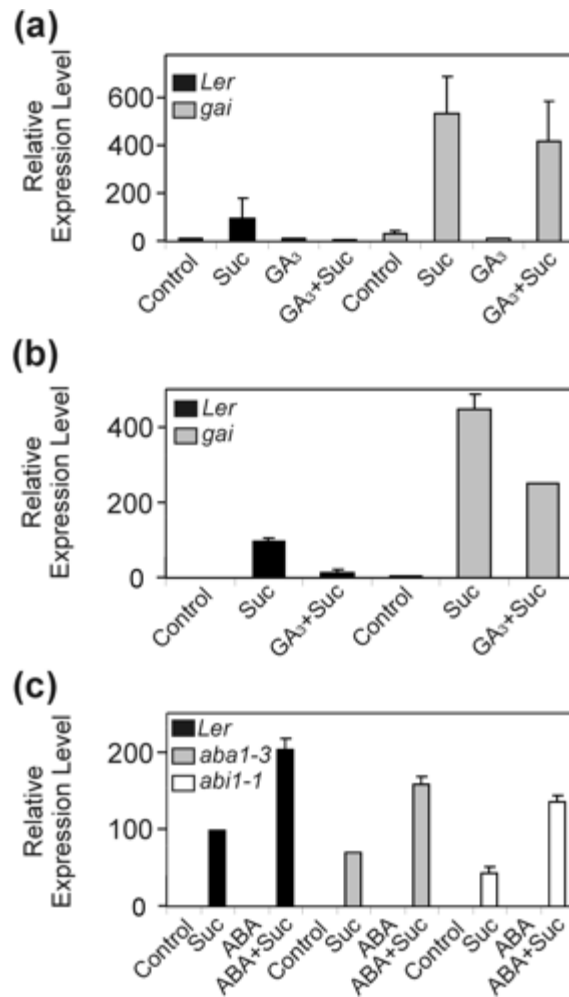 (a)
Relative
Expression Level
600
400
200
0
Ler
gai
Control
Suc
GA₃
GA₃+Suc
Control
Suc
GA₃
GA₃+Suc
(b)
Relative
Expression Level
400
200
0
Ler
gai
Control
Suc
GA₃+Suc
Control
Suc
GA₃+Suc
(c)
Relative
Expression Level
200
100
0
Ler
aba1-3
abi1-1
Control
Suc
ABA
ABA+Suc
Control
Suc
ABA
ABA+Suc
Control
Suc
ABA
ABA+Suc